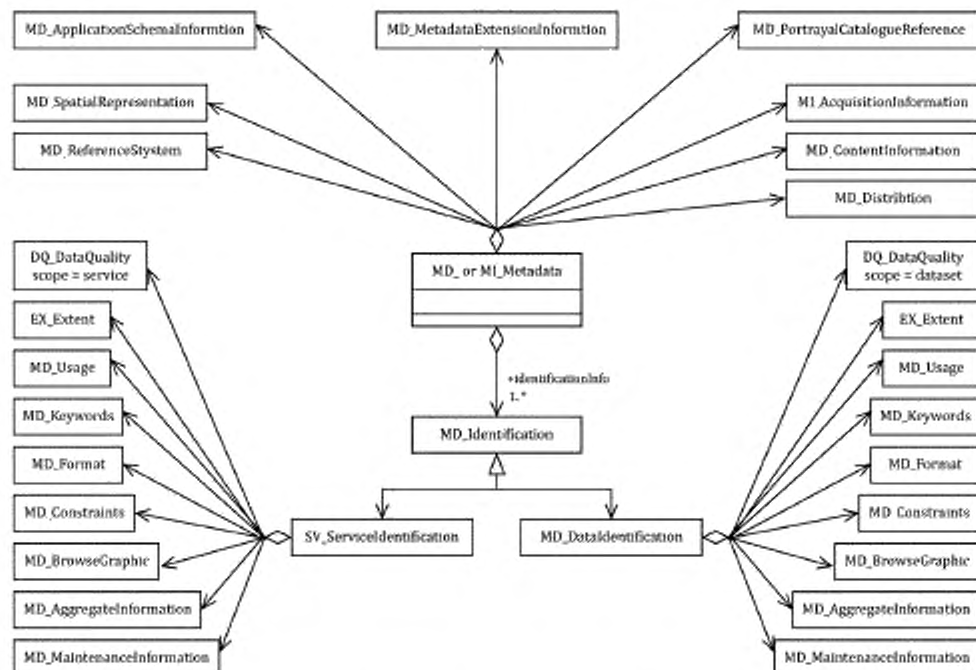 MD_ApplicationSchemaInformtion
MD_MetadataExtensionInformtion
MD_PortrayalCatalogueReference
MD_SpatialRepresentation
MI_AcquisitionInformation
MD_ReferenceStystem
MD_ContentInformation
MD_Distribtion
DQ_DataQuality
scope = service
MD_ or MI_Metadata
DQ_DataQuality
scope = dataset
EX_Extent
EX_Extent
MD_Usage
+identificationInfo
1..*
MD_Usage
MD_Keywords
MD_Identification
MD_Keywords
MD_Format
MD_Format
MD_Constraints
MD_Constraints
SV_ServiceIdentification
MD_DataIdentification
MD_BrowseGraphic
MD_BrowseGraphic
MD_AggregateInformation
MD_AggregateInformation
MD_MaintenanceInformation
MD_MaintenanceInformation